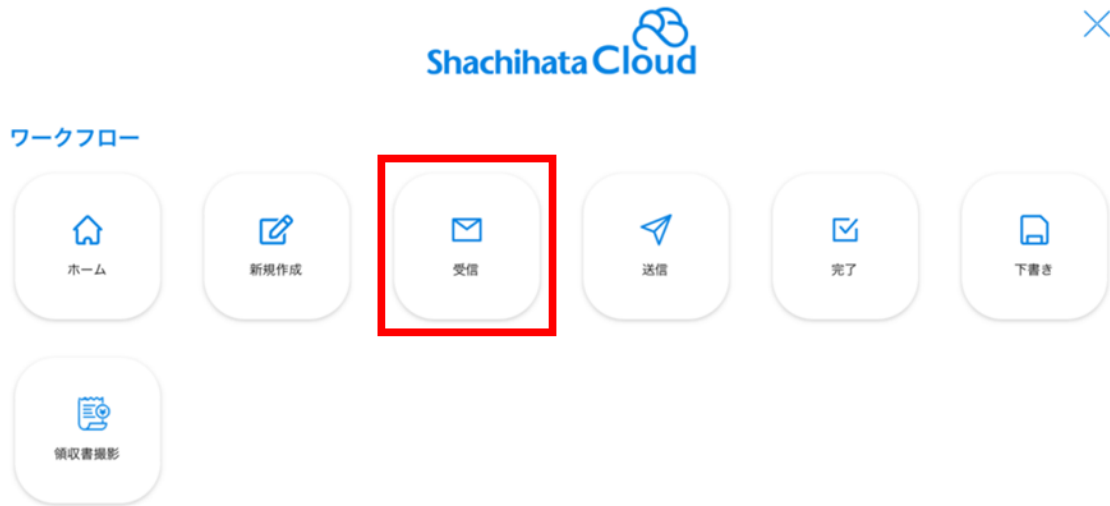 Shachihata Cloud
ワークフロー
ホーム
新規作成
受信
送信
完了
下書き
領収書撮影